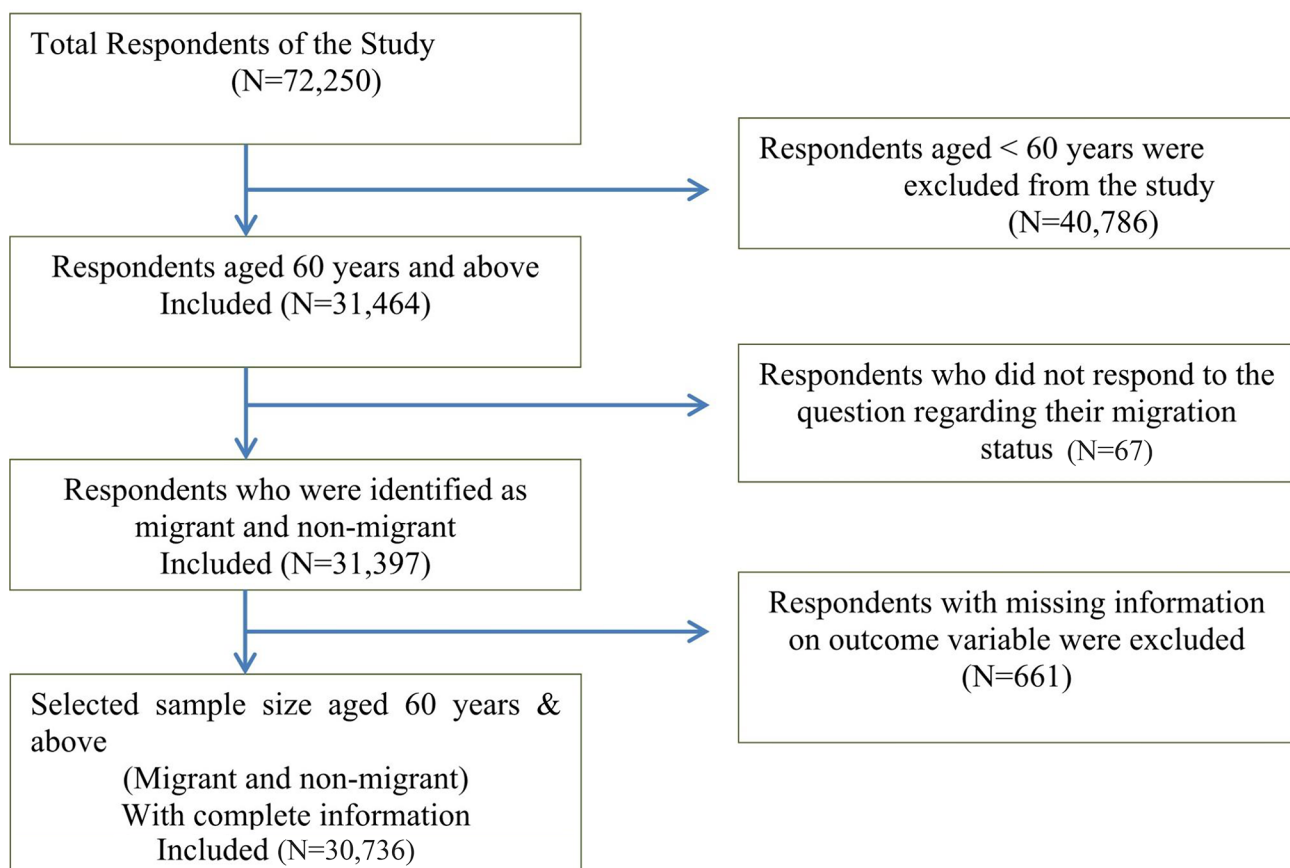 Total Respondents of the Study
(N=72,250)
Respondents aged < 60 years were
excluded from the study
(N=40,786)
Respondents aged 60 years and above
Included (N=31,464)
Respondents who did not respond to the
question regarding their migration
status (N=67)
Respondents who were identified as
migrant and non-migrant
Included (N=31,397)
Respondents with missing information
on outcome variable were excluded
(N=661)
Selected sample size aged 60 years &
above
(Migrant and non-migrant)
With complete information
Included (N=30,736)